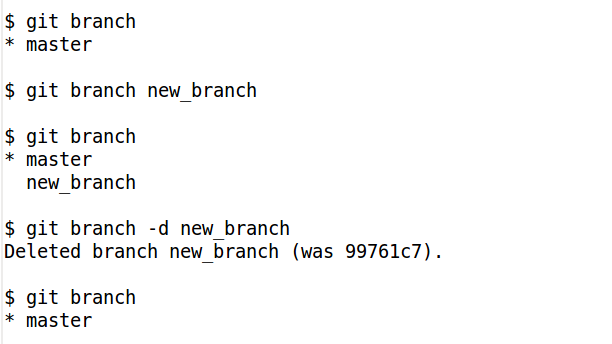 $ git branch
* master
$ git branch new_branch
$ git branch
* master
  new_branch
$ git branch -d new_branch
Deleted branch new_branch (was 99761c7).
$ git branch
* master